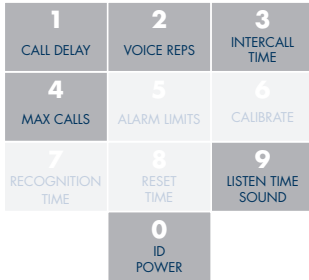 1 2 3
CALL DELAY VOICE REPS INTERCALL
TIME
4 5 6
MAX CALLS ALARM LIMITS CALIBRATE
7 8 9
RECOGNITION RESET LISTEN TIME
TIME TIME SOUND
0
ID
POWER